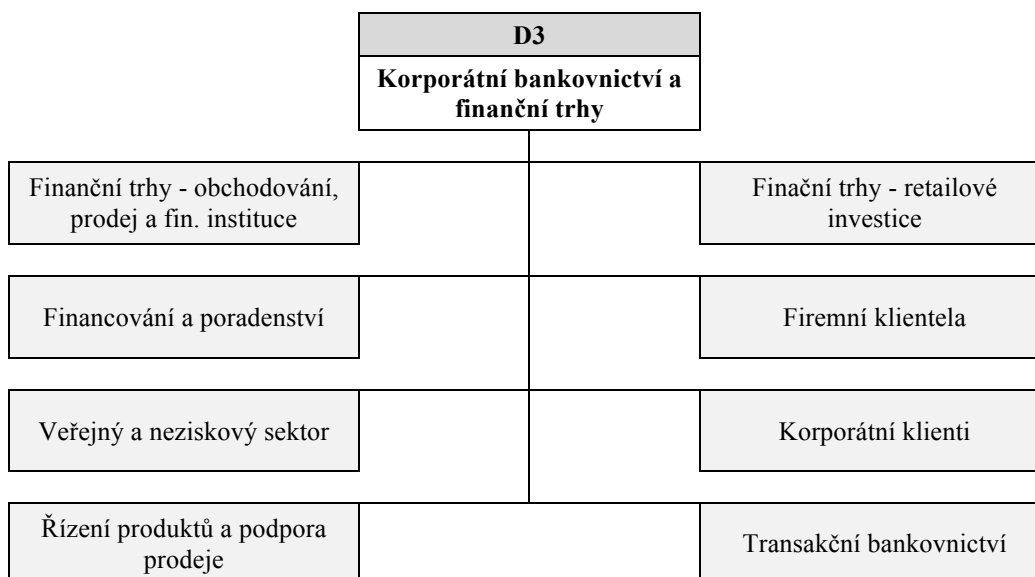 D3
Korporátní bankovnictví a
finanční trhy
Finanční trhy - obchodování,
prodej a fin. instituce
Finační trhy - retailové
investice
Financování a poradenství
Firemní klientela
Veřejný a neziskový sektor
Korporátní klienti
Řízení produktů a podpora
prodeje
Transakční bankovnictví